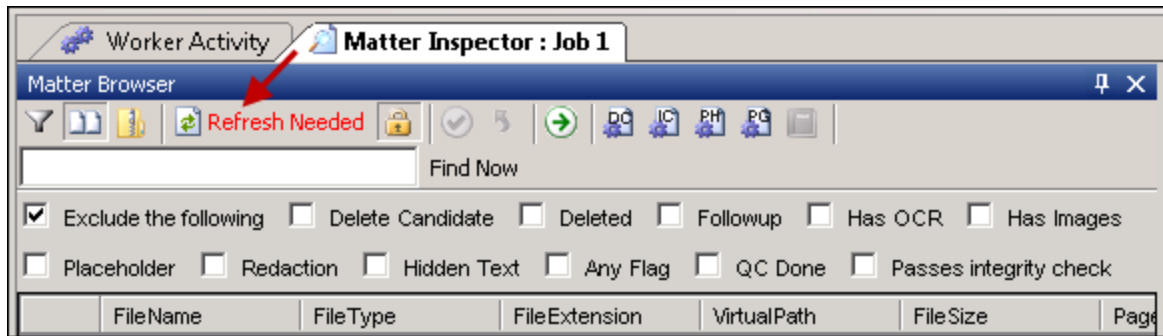 Worker Activity Matter Inspector : Job 1
Matter Browser
Refresh Needed DC IC PH PG
Find Now
Exclude the following Delete Candidate Deleted Followup Has OCR Has Images
Placeholder Redaction Hidden Text Any Flag QC Done Passes integrity check
FileName FileType FileExtension VirtualPath FileSize Page